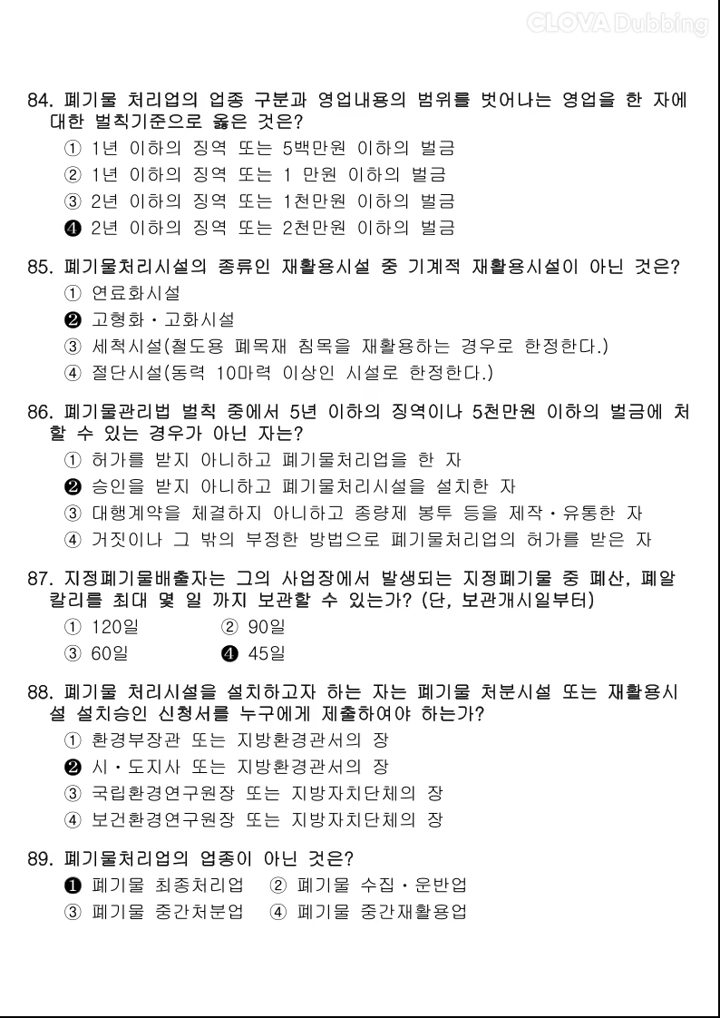 CLOVA Dubbing
84. 폐기물 처리업의 업종 구분과 영업내용의 범위를 벗어나는 영업을 한 자에
대한 벌칙기준으로 옳은 것은?
① 1년 이하의 징역 또는 5백만원 이하의 벌금
② 1년 이하의 징역 또는 1 만원 이하의 벌금
③ 2년 이하의 징역 또는 1천만원 이하의 벌금
❹ 2년 이하의 징역 또는 2천만원 이하의 벌금
85. 폐기물처리시설의 종류인 재활용시설 중 기계적 재활용시설이 아닌 것은?
① 연료화시설
❷ 고형화・고화시설
③ 세척시설(철도용 폐목재 침목을 재활용하는 경우로 한정한다.)
④ 절단시설(동력 10마력 이상인 시설로 한정한다.)
86. 폐기물관리법 벌칙 중에서 5년 이하의 징역이나 5천만원 이하의 벌금에 처
할 수 있는 경우가 아닌 자는?
① 허가를 받지 아니하고 폐기물처리업을 한 자
❷ 승인을 받지 아니하고 폐기물처리시설을 설치한 자
③ 대행계약을 체결하지 아니하고 종량제 봉투 등을 제작・유통한 자
④ 거짓이나 그 밖의 부정한 방법으로 폐기물처리업의 허가를 받은 자
87. 지정폐기물배출자는 그의 사업장에서 발생되는 지정폐기물 중 폐산, 폐알
칼리를 최대 몇 일 까지 보관할 수 있는가? (단, 보관개시일부터)
① 120일 ② 90일
③ 60일 ❹ 45일
88. 폐기물 처리시설을 설치하고자 하는 자는 폐기물 처분시설 또는 재활용시
설 설치승인 신청서를 누구에게 제출하여야 하는가?
① 환경부장관 또는 지방환경관서의 장
❷ 시・도지사 또는 지방환경관서의 장
③ 국립환경연구원장 또는 지방자치단체의 장
④ 보건환경연구원장 또는 지방자치단체의 장
89. 폐기물처리업의 업종이 아닌 것은?
❶ 폐기물 최종처리업 ② 폐기물 수집・운반업
③ 폐기물 중간처분업 ④ 폐기물 중간재활용업